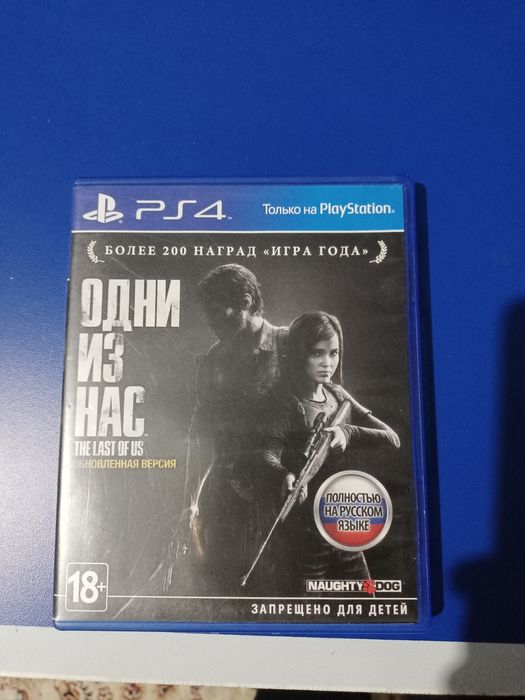 PS4
Только на PlayStation
БОЛЕЕ 200 НАГРАД «ИГРА ГОДА»
ОДНИ
ИЗ
НАС
THE LAST OF US
ОБНОВЛЕННАЯ ВЕРСИЯ
ПОЛНОСТЬЮ
НА РУССКОМ
ЯЗЫКЕ
18+
NAUGHTY DOG
ЗАПРЕЩЕНО ДЛЯ ДЕТЕЙ